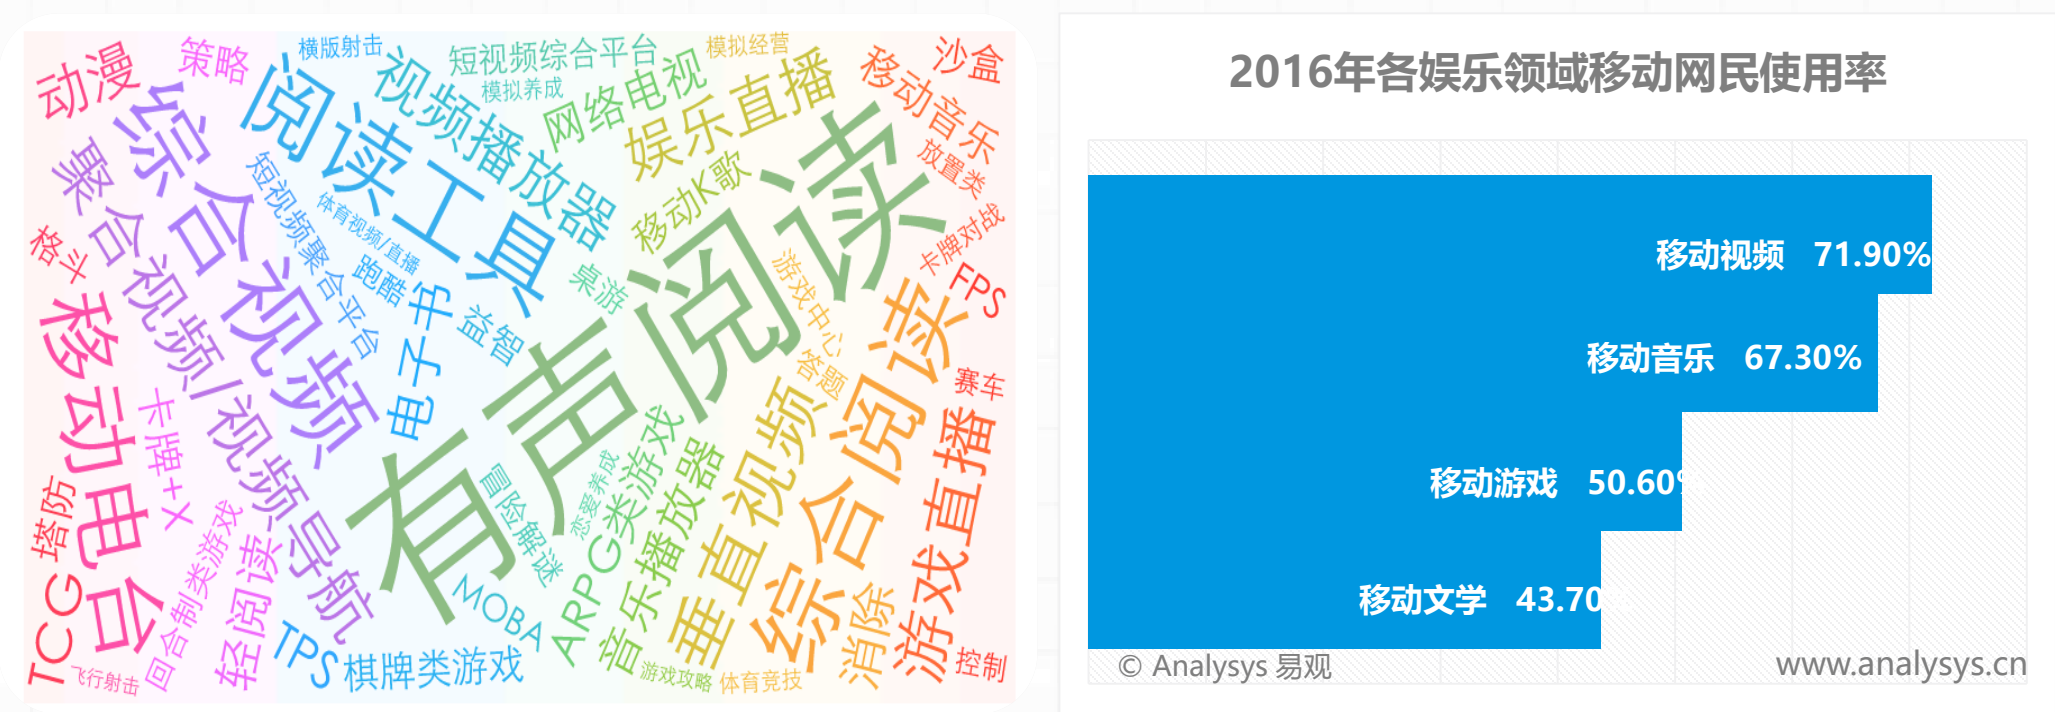 动漫
策略
横版射击
短视频综合平台
模拟经营
沙盒
综合视频
阅读工具
视频播放器
模拟养成
网络电视
娱乐直播
移动音乐
聚合视频/视频导航
短视频聚合平台
体育视频/直播
移动K歌
放置类
格斗
跑酷
桌游
有声阅读
游戏中心
卡牌对战
FPS
移动电台
电子书
益智
答题
综合阅读
赛车
卡牌+X
塔防
冒险解谜
恋爱养成
ARPG类游戏
音乐播放器
垂直视频
游戏直播
TCG
回合制类游戏
轻阅读
MOBA
消除
飞行射击
TPS
棋牌类游戏
游戏攻略
体育竞技
控制
2016年各娱乐领域移动网民使用率
移动视频 71.90%
移动音乐 67.30%
移动游戏 50.60%
移动文学 43.70%
© Analysys 易观
www.analysys.cn